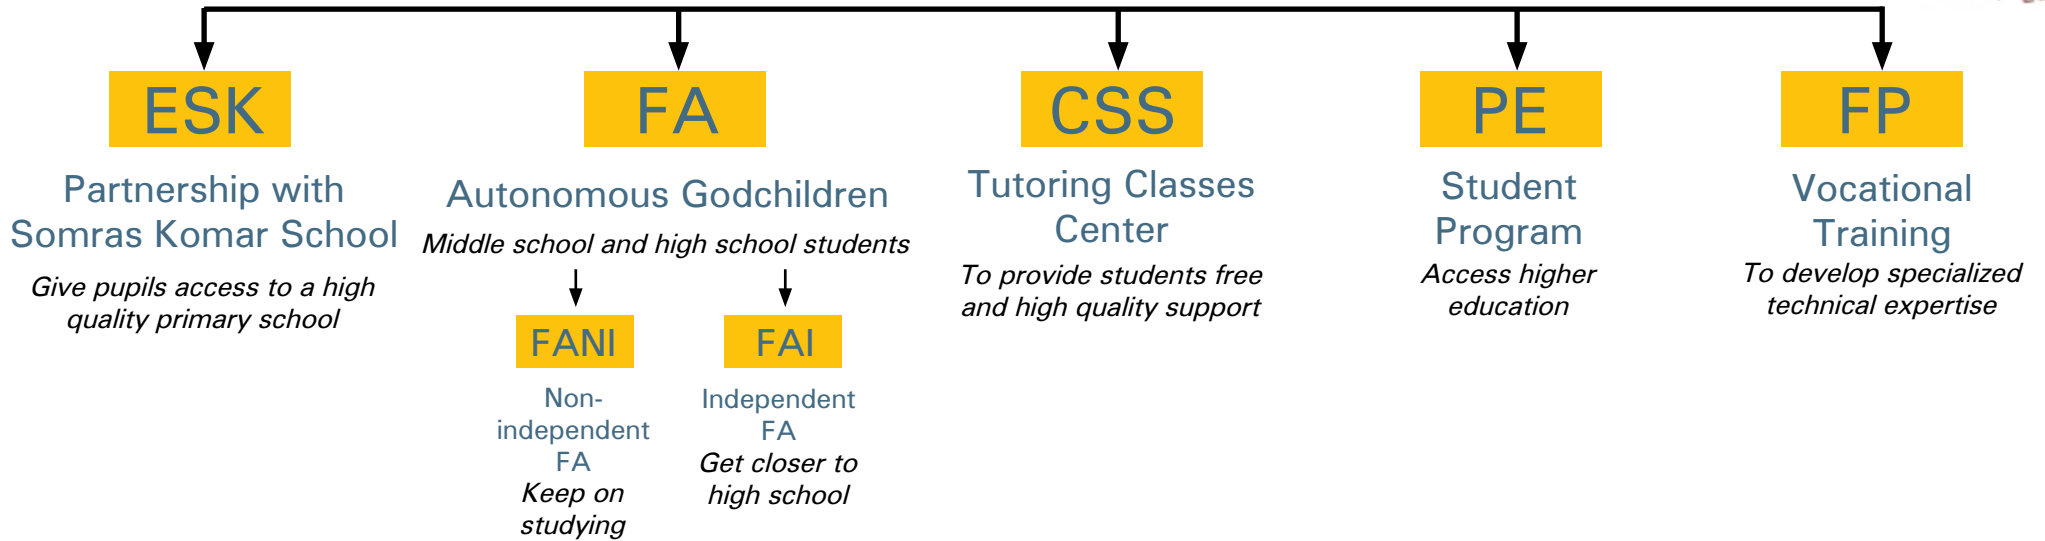 ESK
Partnership with
Somras Komar School
Give pupils access to a high
quality primary school
FA
Autonomous Godchildren
Middle school and high school students
FANI
Non-
independent
FA
Keep on
studying
FAI
Independent
FA
Get closer to
high school
CSS
Tutoring Classes
Center
To provide students free
and high quality support
PE
Student
Program
Access higher
education
FP
Vocational
Training
To develop specialized
technical expertise